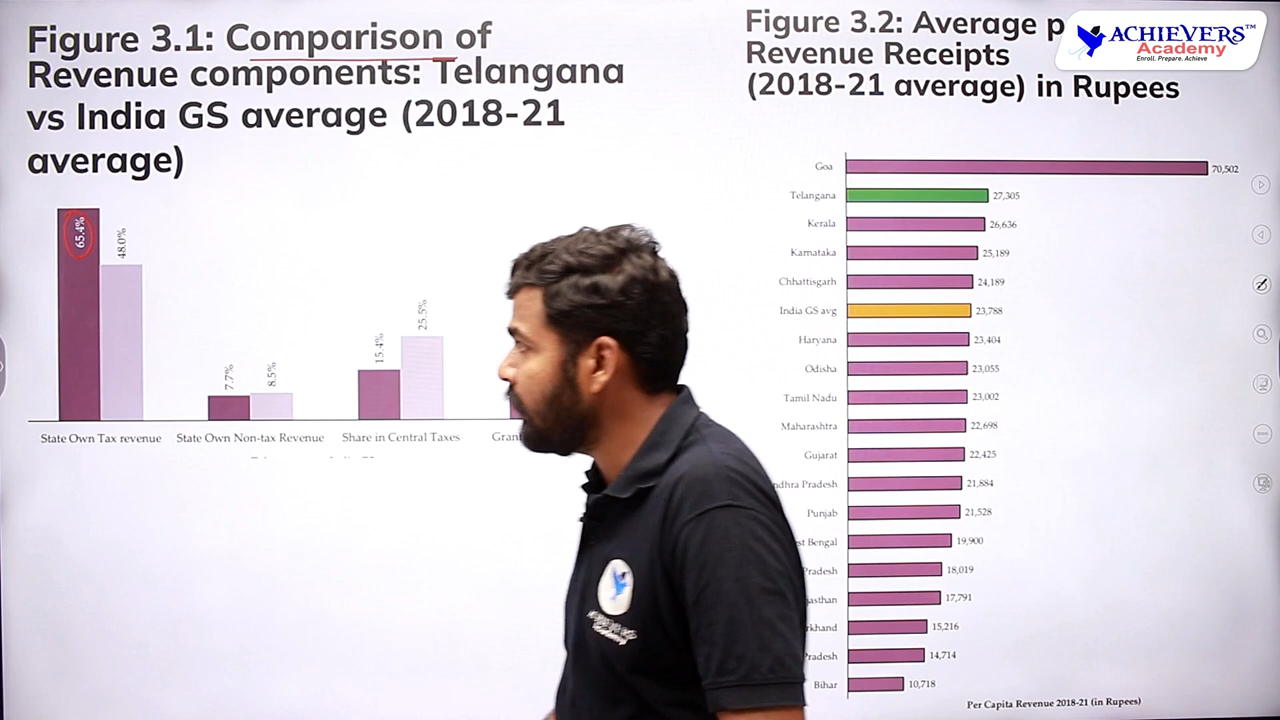 Figure 3.1: Comparison of
Revenue components: Telangana
vs India GS average (2018-21
average)
65.4%
48.0%
7.7%
8.5%
15.4%
25.5%
State Own Tax revenue
State Own Non-tax Revenue
Share in Central Taxes
Figure 3.2: Average
Revenue Receipts
(2018-21 average) in Rupees
ACHIEVERS™
Academy
Enroll. Prepare. Achieve
Goa 70,502
Telangana 27,305
Kerala 26,636
Karnataka 25,189
Chhattisgarh 24,189
India GS avg 23,788
Haryana 23,404
Odisha 23,055
Tamil Nadu 23,002
Maharashtra 22,698
Gujarat 22,425
Pradesh 21,884
Punjab 21,528
Bengal 19,900
Pradesh 18,019
17,791
15,216
Pradesh 14,714
Bihar 10,718
Per Capita Revenue 2018-21 (in Rupees)